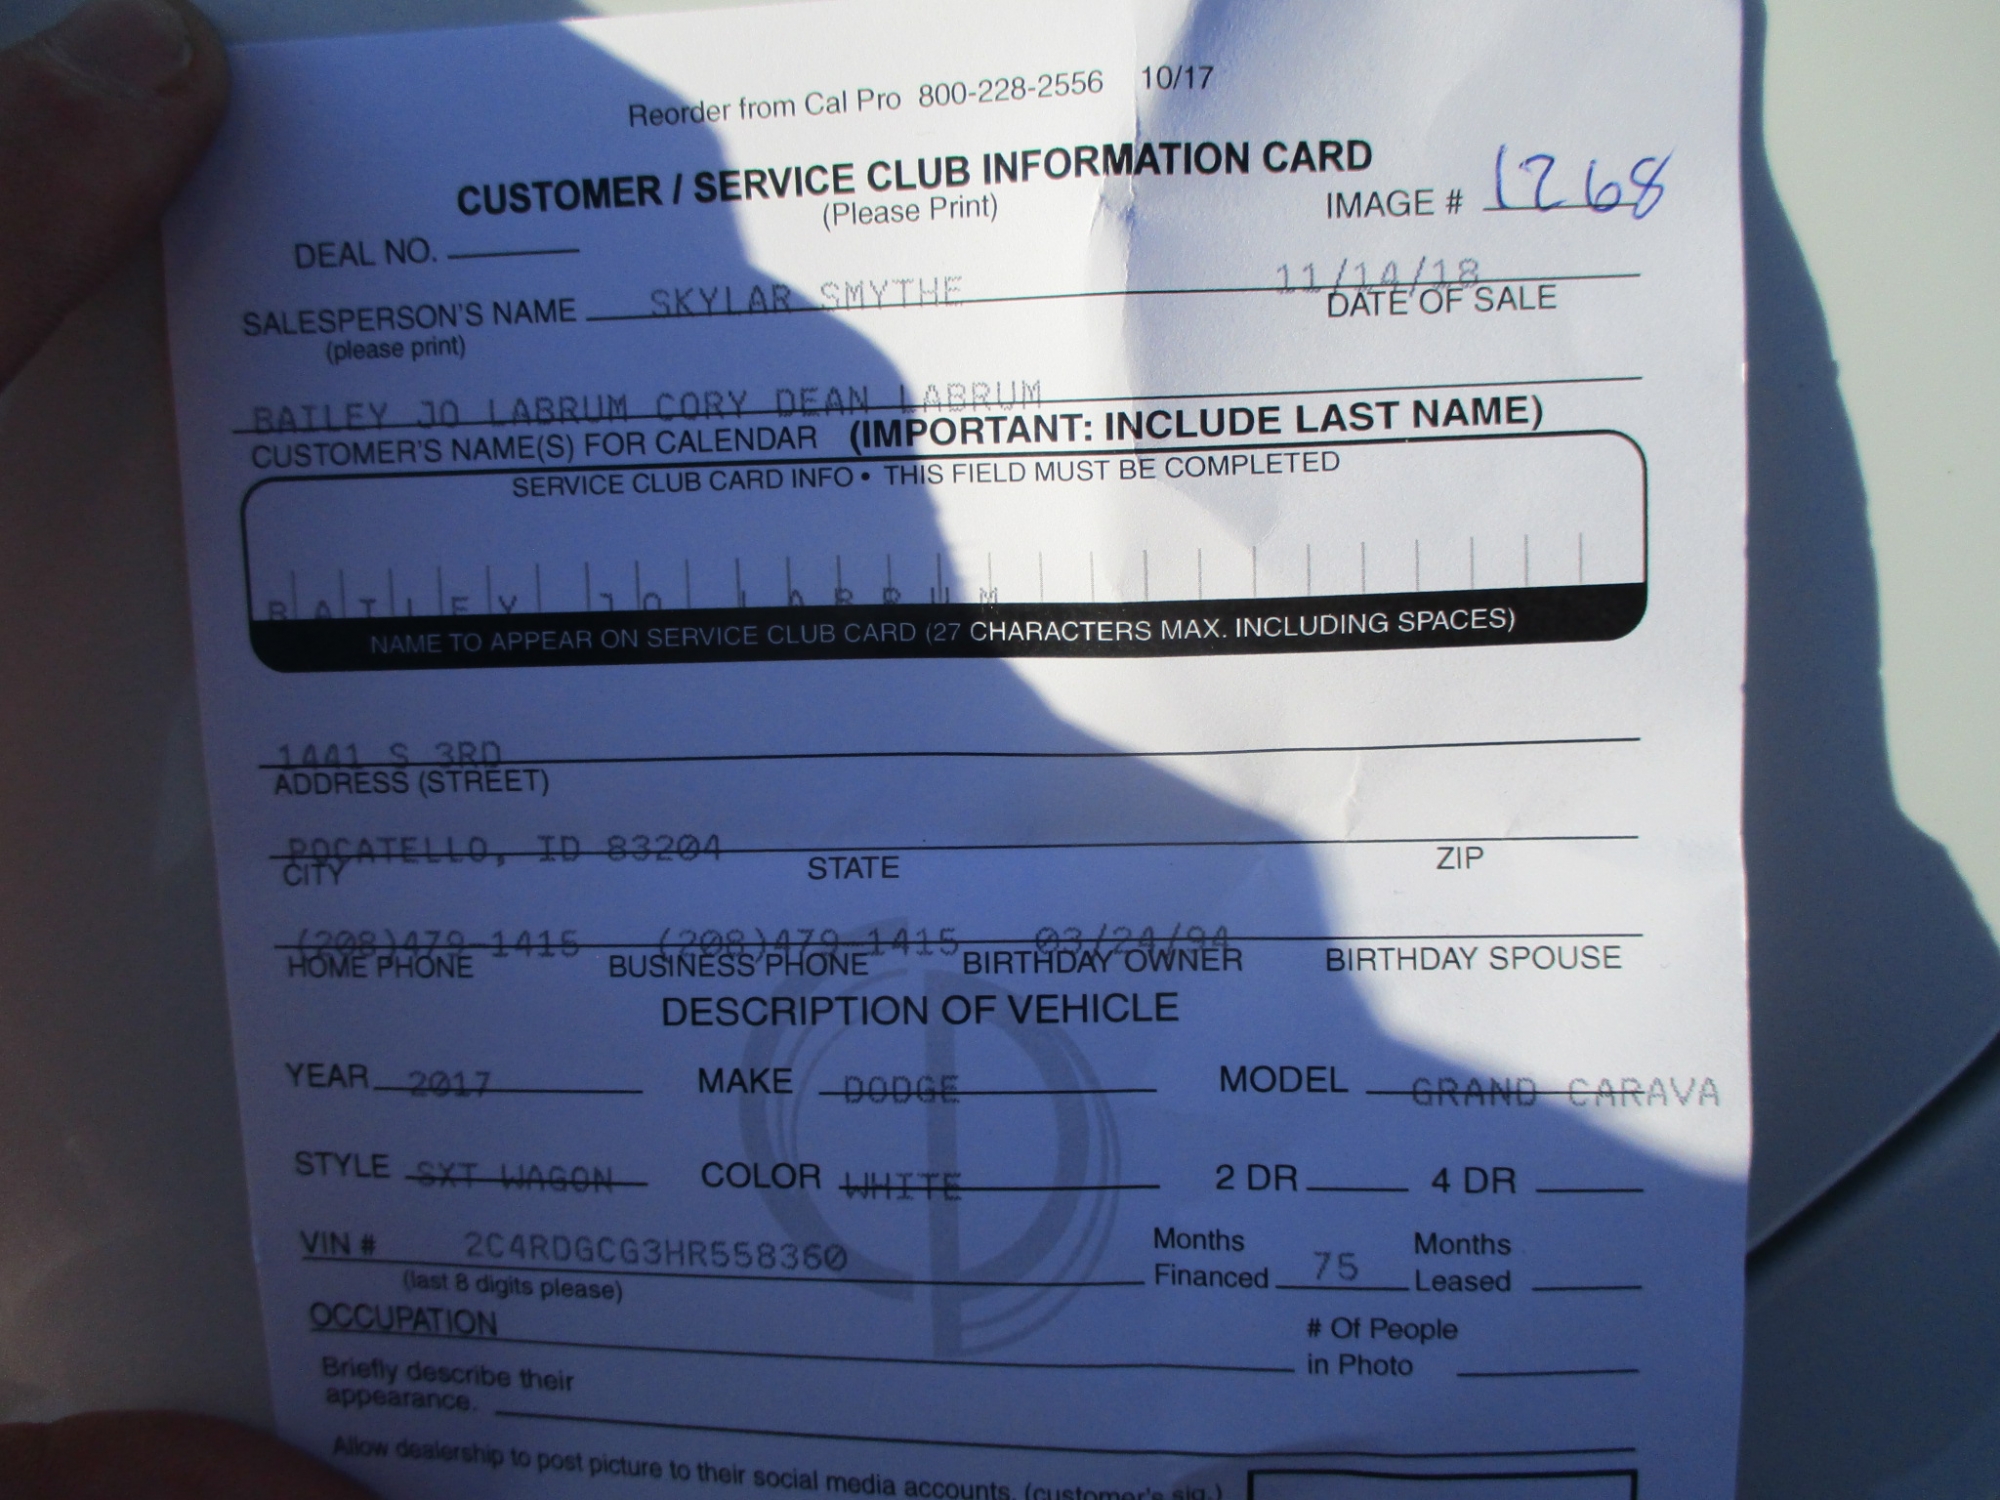 Reorder from Cal Pro 800-228-2556 10/17
CUSTOMER / SERVICE CLUB INFORMATION CARD
(Please Print)
IMAGE # 1268
DEAL NO.
SKYLAR SMYTHE 11/14/18
SALESPERSON'S NAME DATE OF SALE
(please print)
BAILEY JO LABRUM CORY DEAN LABRUM
CUSTOMER'S NAME(S) FOR CALENDAR (IMPORTANT: INCLUDE LAST NAME)
SERVICE CLUB CARD INFO • THIS FIELD MUST BE COMPLETED
BAILEY JO LABRUM
NAME TO APPEAR ON SERVICE CLUB CARD (27 CHARACTERS MAX. INCLUDING SPACES)
1441 S 3RD
ADDRESS (STREET)
POCATELLO, ID 83204
CITY STATE ZIP
(208)479-1415 (208)479-1415 03/24/94
HOME PHONE BUSINESS PHONE BIRTHDAY OWNER BIRTHDAY SPOUSE
DESCRIPTION OF VEHICLE
YEAR 2017 MAKE DODGE MODEL GRAND CARAVA
STYLE SXT WAGON COLOR WHITE 2 DR 4 DR
VIN # 2C4RDGCG3HR558360 Months Financed 75 Months Leased
(last 8 digits please)
OCCUPATION # Of People in Photo
Briefly describe their
appearance.
Allow dealership to post picture to their social media accounts. (customer's sig.)